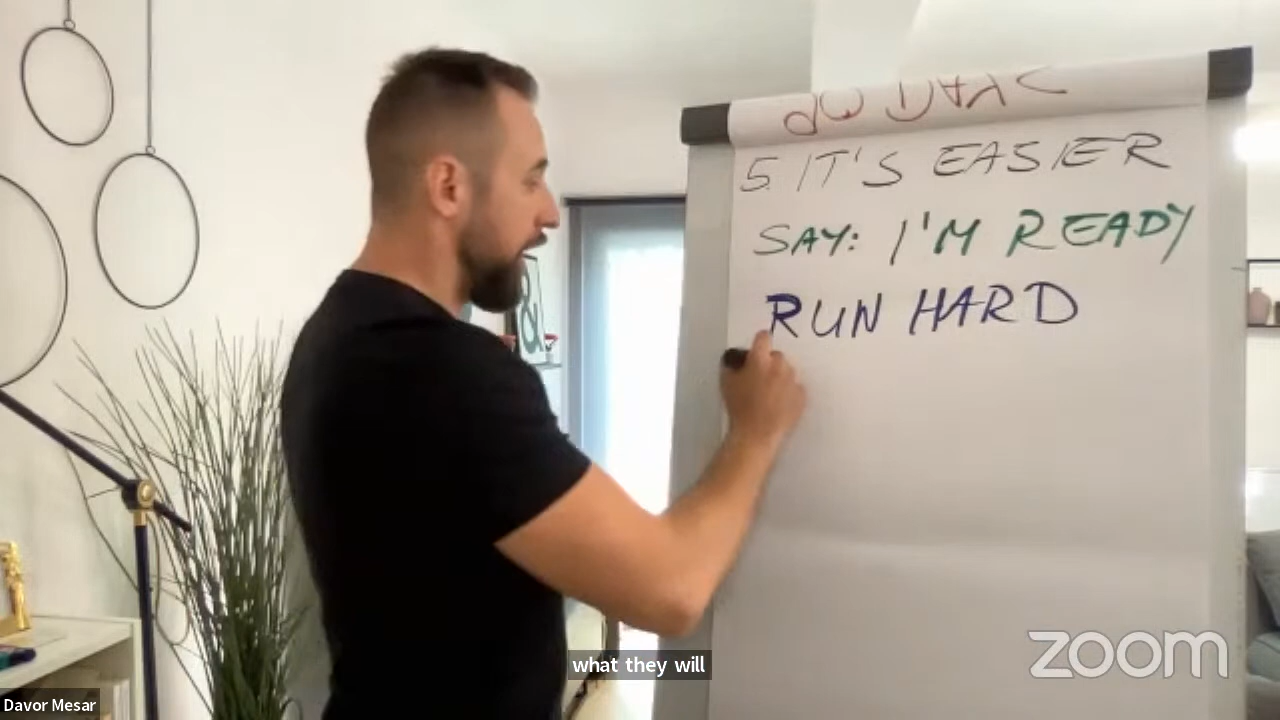 5. IT'S EASIER
SAY: I'M READY
RUN HARD
what they will
zoom
Davor Mesar